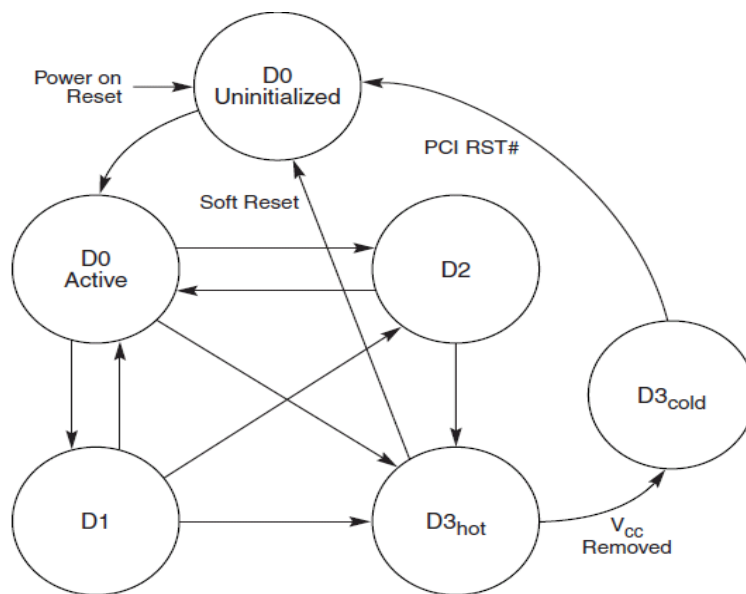 D0
Uninitialized
Power on
Reset
PCI RST#
Soft Reset
D0
Active
D2
D3cold
D1
D3hot
Vcc
Removed